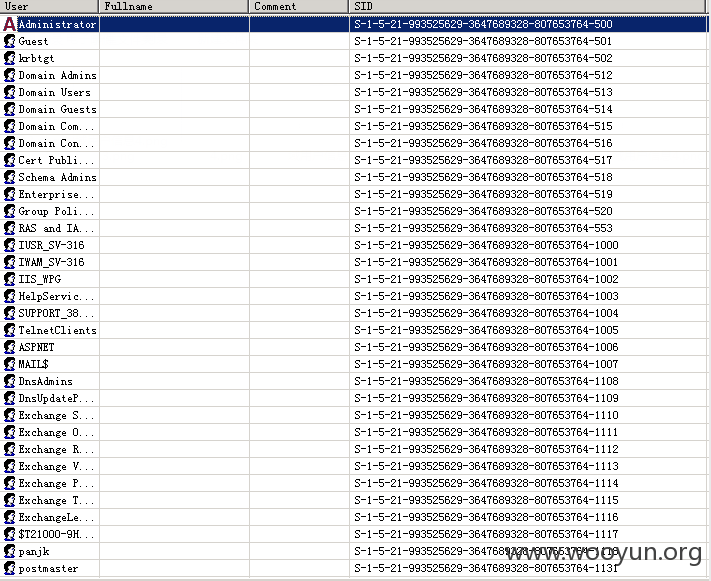 User Fullname Comment SID
Administrator S-1-5-21-993525629-3647689328-807653764-500
Guest S-1-5-21-993525629-3647689328-807653764-501
krbtgt S-1-5-21-993525629-3647689328-807653764-502
Domain Admins S-1-5-21-993525629-3647689328-807653764-512
Domain Users S-1-5-21-993525629-3647689328-807653764-513
Domain Guests S-1-5-21-993525629-3647689328-807653764-514
Domain Com... S-1-5-21-993525629-3647689328-807653764-515
Domain Con... S-1-5-21-993525629-3647689328-807653764-516
Cert Publi... S-1-5-21-993525629-3647689328-807653764-517
Schema Admins S-1-5-21-993525629-3647689328-807653764-518
Enterprise... S-1-5-21-993525629-3647689328-807653764-519
Group Poli... S-1-5-21-993525629-3647689328-807653764-520
RAS and IA... S-1-5-21-993525629-3647689328-807653764-553
IUSR_SV-316 S-1-5-21-993525629-3647689328-807653764-1000
IWAM_SV-316 S-1-5-21-993525629-3647689328-807653764-1001
IIS_WPG S-1-5-21-993525629-3647689328-807653764-1002
HelpServic... S-1-5-21-993525629-3647689328-807653764-1003
SUPPORT_38... S-1-5-21-993525629-3647689328-807653764-1004
TelnetClients S-1-5-21-993525629-3647689328-807653764-1005
ASPNET S-1-5-21-993525629-3647689328-807653764-1006
MAIL$ S-1-5-21-993525629-3647689328-807653764-1007
DnsAdmins S-1-5-21-993525629-3647689328-807653764-1108
DnsUpdateP... S-1-5-21-993525629-3647689328-807653764-1109
Exchange S... S-1-5-21-993525629-3647689328-807653764-1110
Exchange O... S-1-5-21-993525629-3647689328-807653764-1111
Exchange R... S-1-5-21-993525629-3647689328-807653764-1112
Exchange V... S-1-5-21-993525629-3647689328-807653764-1113
Exchange P... S-1-5-21-993525629-3647689328-807653764-1114
Exchange T... S-1-5-21-993525629-3647689328-807653764-1115
ExchangeLe... S-1-5-21-993525629-3647689328-807653764-1116
$T21000-9H... S-1-5-21-993525629-3647689328-807653764-1117
panjk
postmaster S-1-5-21-993525629-3647689328-807653764-1131
www.wooyun.org